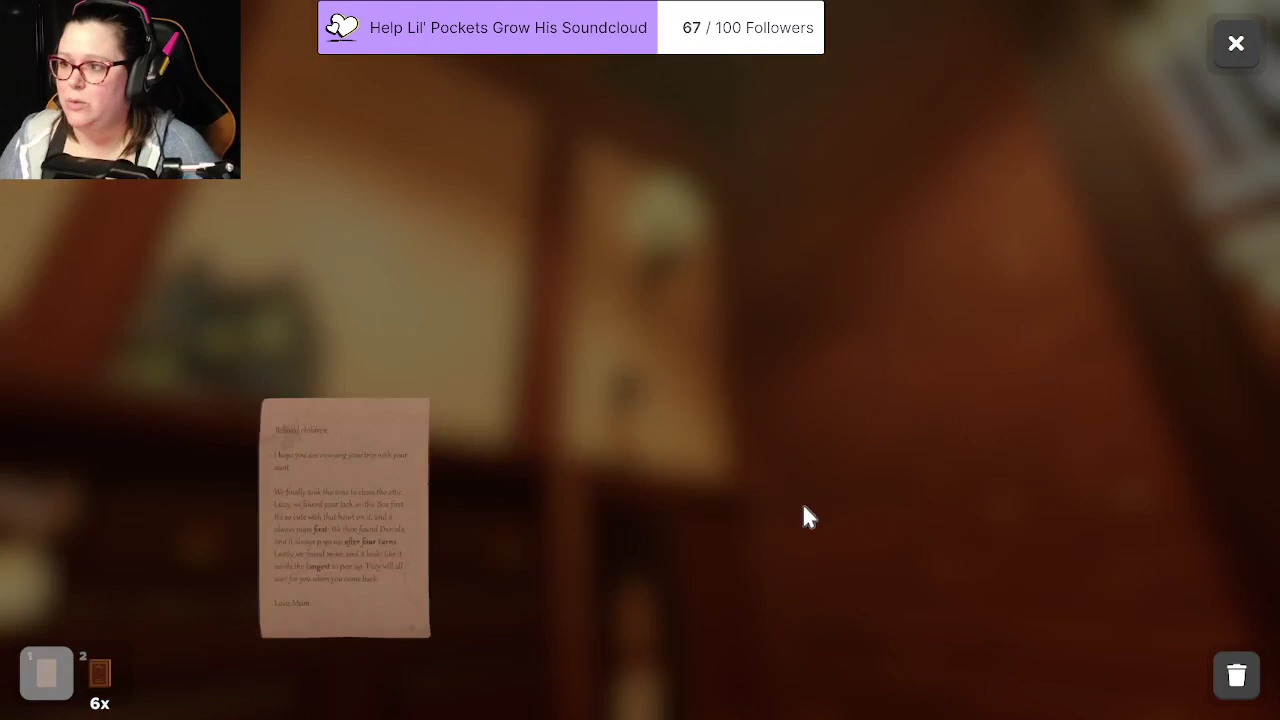 Help Lil' Pockets Grow His Soundcloud 67 / 100 Followers
Beloved children,
I hope you are enjoying your trip with your
aunt.
We finally took the time to clean the attic.
Lizzy, we found your Jack in the Box first.
It's so cute with that heart on it, and it
always pops first. We then found
and it always pops up after four turns.
Lastly we found and it looks like it
needs the longest to pop up. They will all
wait for you when you come back.
Love, Mum
1
2
6x